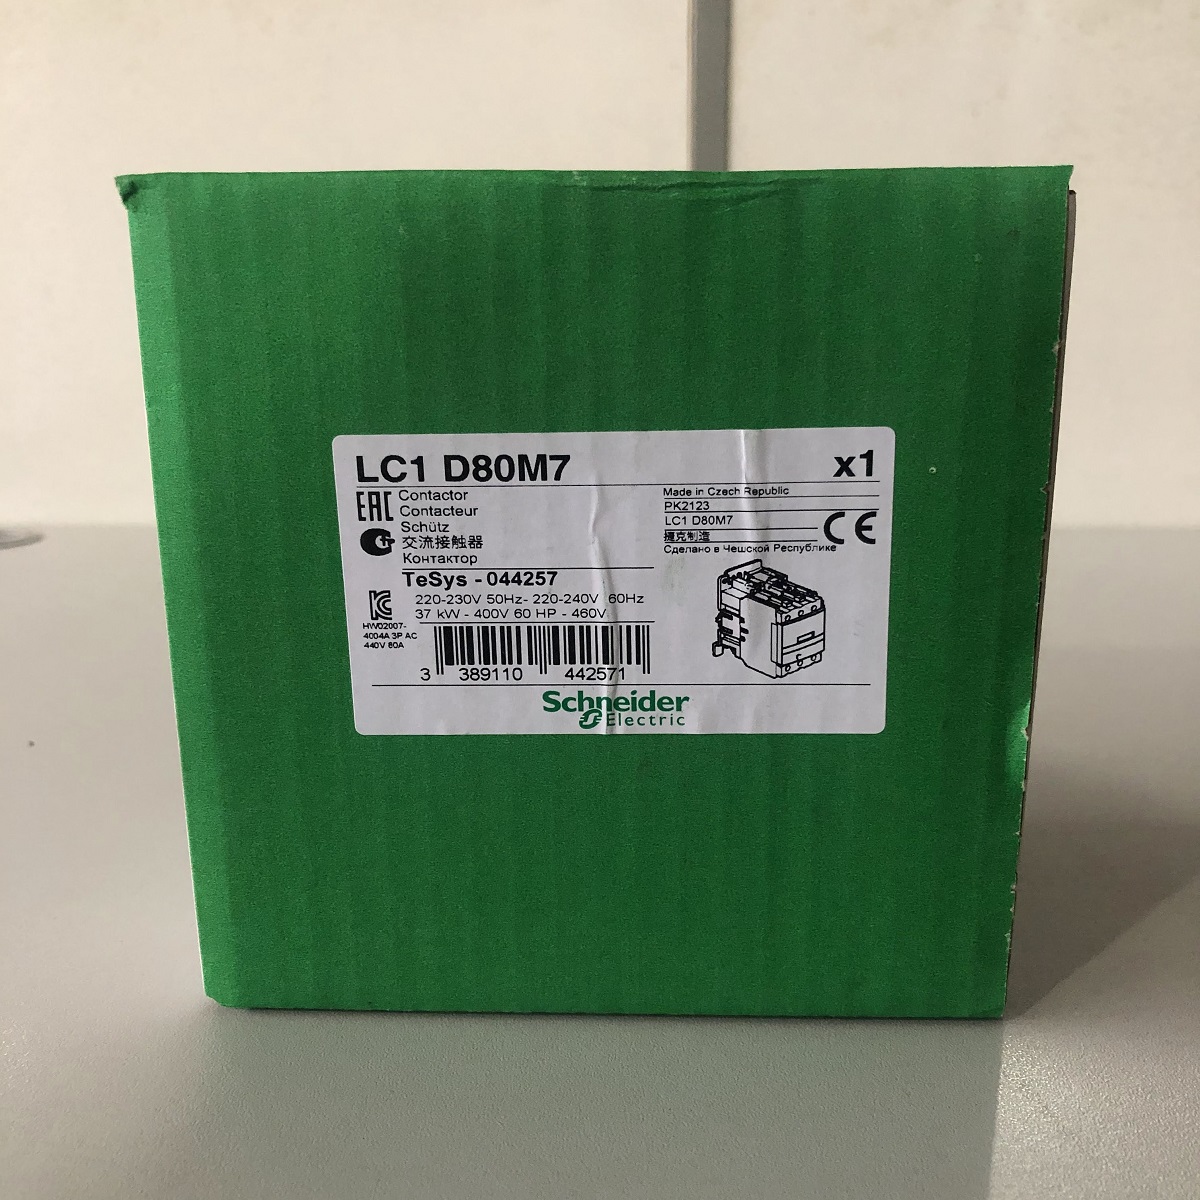 LC1 D80M7
x1
EAC
Contactor
Contacteur
Schütz
交流接触器
Контактор
Made in Czech Republic
PK2123
LC1 D80M7
捷克制造
Сделано в Чешской Республике
CE
TeSys - 044257
220-230V 50Hz- 220-240V 60Hz
37 kW - 400V 60 HP - 460V
HW02007-
4004A 3P AC
440V 80A
3 389110 442571
Schneider
Electric